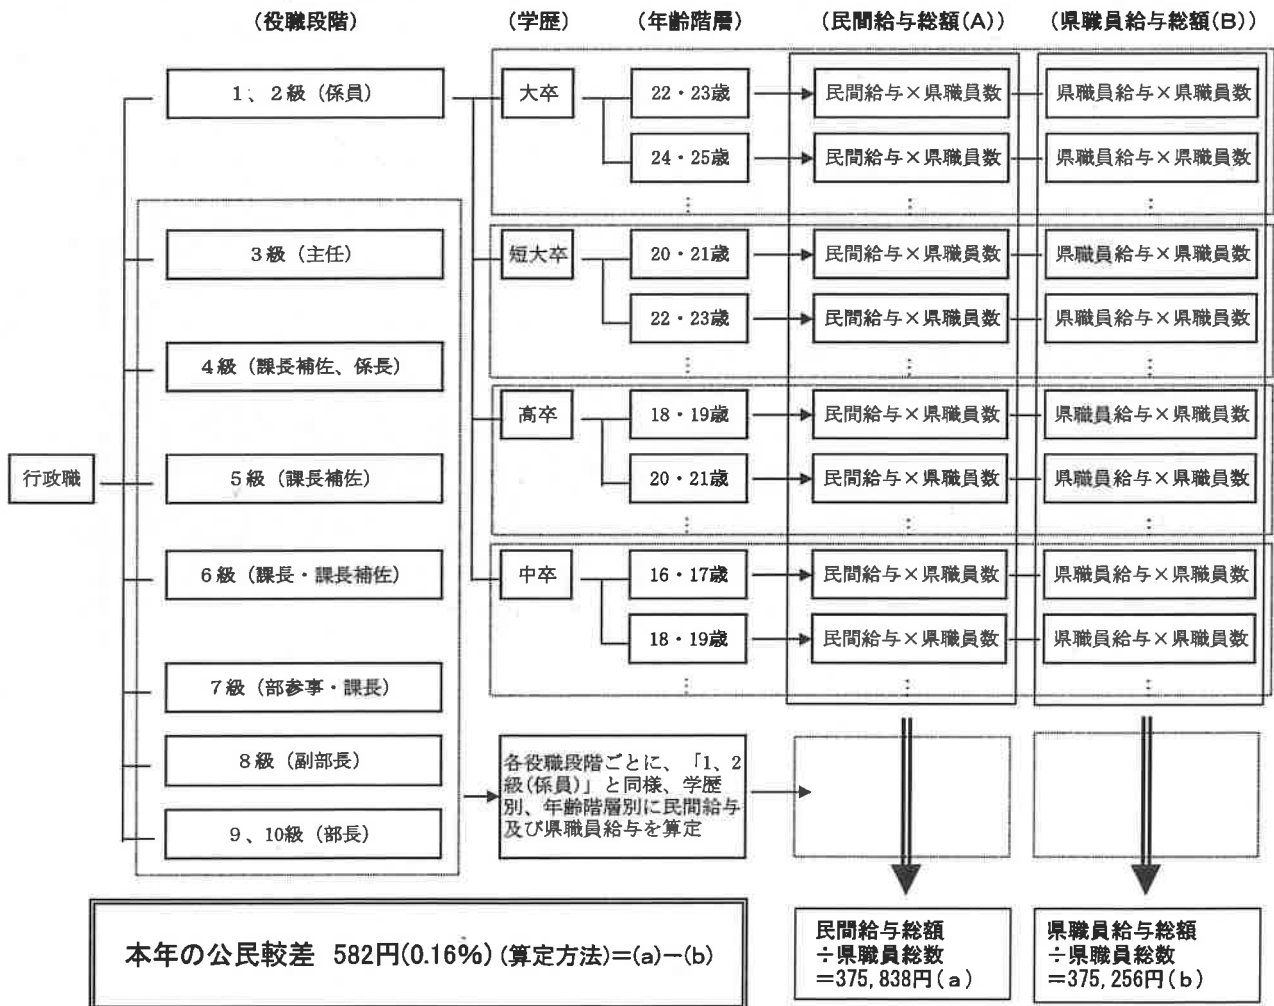 (役職段階) (学歴) (年齢階層) (民間給与総額(A)) (県職員給与総額(B))
1、2級(係員) 大卒 22・23歳 民間給与×県職員数 県職員給与×県職員数
24・25歳 民間給与×県職員数 県職員給与×県職員数
⋮ ⋮ ⋮
3級(主任) 短大卒 20・21歳 民間給与×県職員数 県職員給与×県職員数
22・23歳 民間給与×県職員数 県職員給与×県職員数
4級(課長補佐、係長)
⋮ ⋮ ⋮
高卒 18・19歳 民間給与×県職員数 県職員給与×県職員数
行政職 5級(課長補佐) 20・21歳 民間給与×県職員数 県職員給与×県職員数
⋮ ⋮ ⋮
6級(課長・課長補佐) 中卒 16・17歳 民間給与×県職員数 県職員給与×県職員数
18・19歳 民間給与×県職員数 県職員給与×県職員数
7級(部参事・課長) ⋮ ⋮ ⋮
8級(副部長)
9、10級(部長)
各役職段階ごとに、「1、2
級(係員)」と同様、学歴
別、年齢階層別に民間給与
及び県職員給与を算定
本年の公民較差 582円(0.16%)(算定方法)=(a)-(b)
民間給与総額
÷県職員総数
=375,838円(a)
県職員給与総額
÷県職員総数
=375,256円(b)